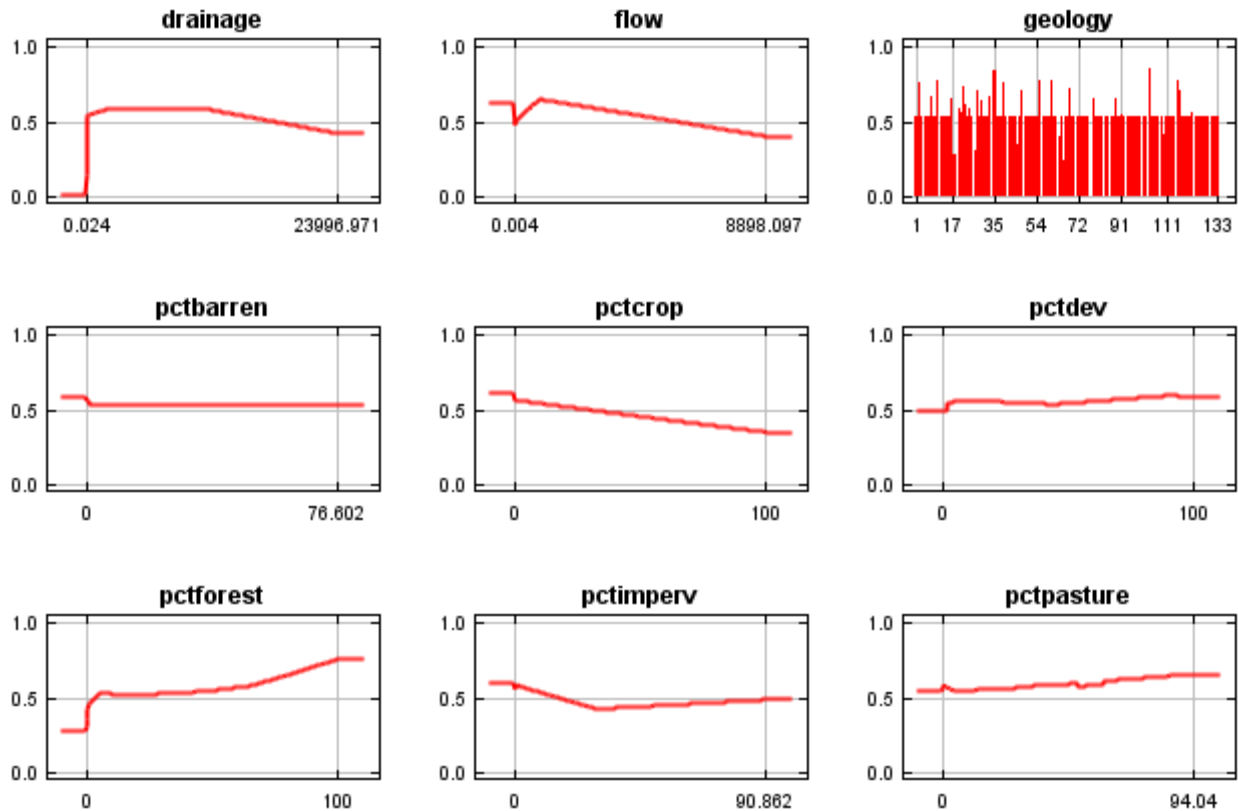 drainage flow geology
1.0 1.0 1.0
0.5 0.5 0.5
0.0 0.0 0.0
0.024 23996.971 0.004 8898.097 1 17 35 54 72 91 111 133
pctbarren pctcrop pctdev
1.0 1.0 1.0
0.5 0.5 0.5
0.0 0.0 0.0
0 76.602 0 100 0 100
pctforest pctimperv pctpasture
1.0 1.0 1.0
0.5 0.5 0.5
0.0 0.0 0.0
0 100 0 90.862 0 94.04